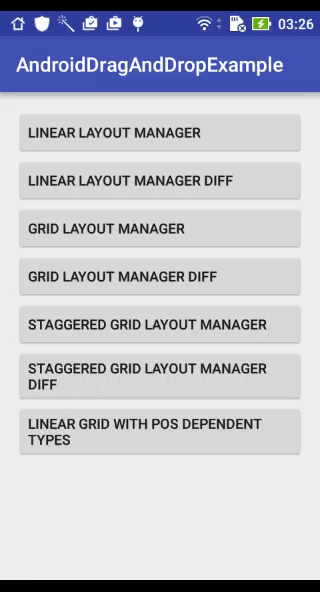 03:26
AndroidDragAndDropExample
LINEAR LAYOUT MANAGER
LINEAR LAYOUT MANAGER DIFF
GRID LAYOUT MANAGER
GRID LAYOUT MANAGER DIFF
STAGGERED GRID LAYOUT MANAGER
STAGGERED GRID LAYOUT MANAGER
DIFF
LINEAR GRID WITH POS DEPENDENT
TYPES